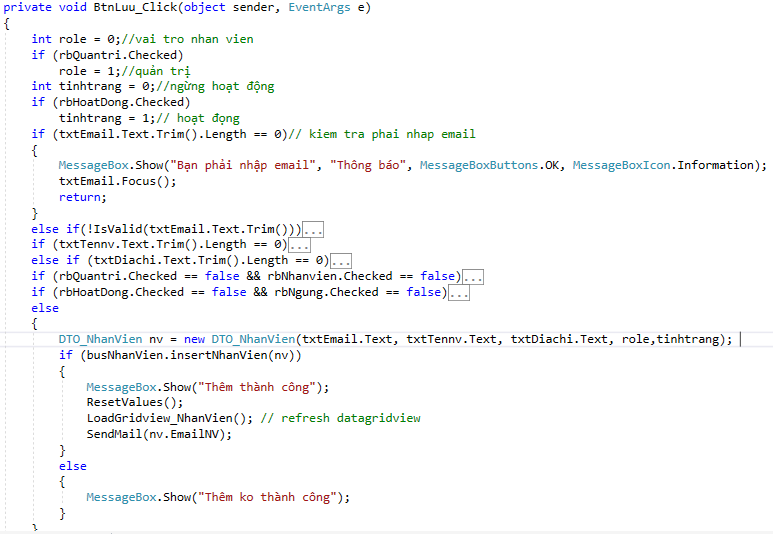 private void BtnLuu_Click(object sender, EventArgs e)
{
int role = 0;//vai tro nhan vien
if (rbQuantri.Checked)
role = 1;//quản trị
int tinhtrang = 0;//ngừng hoạt động
if (rbHoatDong.Checked)
tinhtrang = 1;// hoạt đọng
if (txtEmail.Text.Trim().Length == 0)// kiem tra phai nhap email
{
MessageBox.Show("Bạn phải nhập email", "Thông báo", MessageBoxButtons.OK, MessageBoxIcon.Information);
txtEmail.Focus();
return;
}
else if(!IsValid(txtEmail.Text.Trim()))...
if (txtTennv.Text.Trim().Length == 0)...
else if (txtDiachi.Text.Trim().Length == 0)...
if (rbQuantri.Checked == false && rbNhanvien.Checked == false)...
if (rbHoatDong.Checked == false && rbNgung.Checked == false)...
else
{
DTO_NhanVien nv = new DTO_NhanVien(txtEmail.Text, txtTennv.Text, txtDiachi.Text, role,tinhtrang);
if (busNhanVien.insertNhanVien(nv))
{
MessageBox.Show("Thêm thành công");
ResetValues();
LoadGridview_NhanVien(); // refresh datagridview
SendMail(nv.EmailNV);
}
else
{
MessageBox.Show("Thêm ko thành công");
}
}